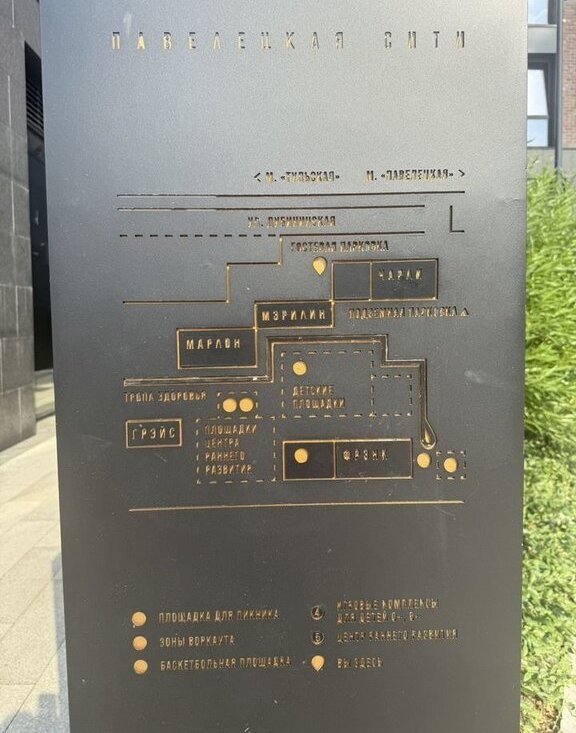 ПАВЕЛЕЦКАЯ СИТИ
< М. «ТУЛЬСКАЯ» М. «ПАВЕЛЕЦКАЯ» >
УЛ. ДУБИНИНСКАЯ
ГОСТЕВАЯ ПАРКОВКА
ЧАРЛИ
МЭРИЛИН
ПОДЗЕМНАЯ ПАРКОВКА
МАРЛОН
ТРОПА ЗДОРОВЬЯ
ДЕТСКИЕ
ПЛОЩАДКИ
ГРЭЙС
ПЛОЩАДКИ
ЦЕНТРА
РАННЕГО
РАЗВИТИЯ
ФРЭНК
ПЛОЩАДКА ДЛЯ ПИКНИКА
ЗОНЫ ВОРКАУТА
БАСКЕТБОЛЬНАЯ ПЛОЩАДКА
4 ИГРОВЫЕ КОМПЛЕКСЫ
ДЛЯ ДЕТЕЙ
ЦЕНТР РАННЕГО РАЗВИТИЯ
ВЫ ЗДЕСЬ